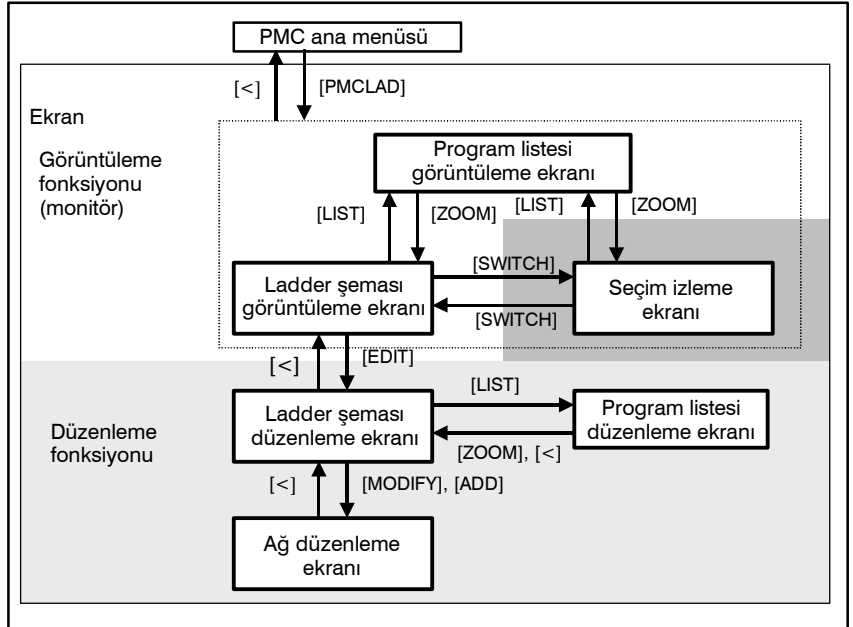 PMC ana menüsü
[<]
[PMCLAD]
Ekran
Görüntüleme
fonksiyonu
(monitör)
Program listesi
görüntüleme ekranı
[LIST]
[ZOOM]
[LIST]
[ZOOM]
Ladder şeması
görüntüleme ekranı
[SWITCH]
[SWITCH]
Seçim izleme
ekranı
[<]
[EDIT]
Düzenleme
fonksiyonu
Ladder şeması
düzenleme ekranı
[LIST]
[ZOOM], [<]
Program listesi
düzenleme ekranı
[<]
[MODIFY], [ADD]
Ağ düzenleme
ekranı